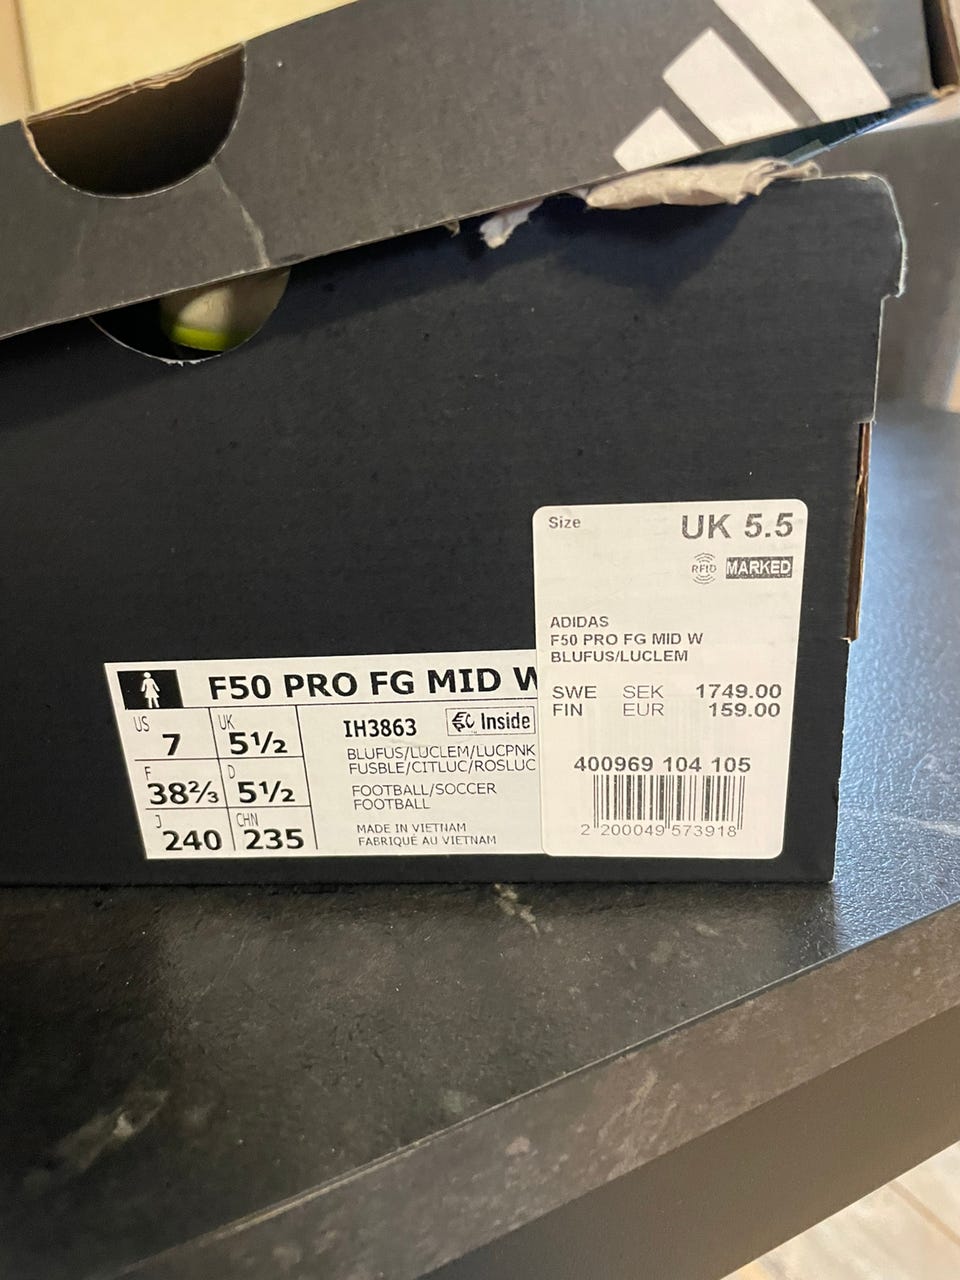 Size UK 5.5
RFID MARKED
ADIDAS
F50 PRO FG MID W
BLUFUS/LUCLEM
SWE SEK 1749.00
FIN EUR 159.00
400969 104 105
2 200049 573918
F50 PRO FG MID W
US 7 UK 5½
F 38⅔ D 5½
J 240 CHN 235
IH3863 Inside
BLUFUS/LUCLEM/LUCPNK
FUSBLE/CITLUC/ROSLUC
FOOTBALL/SOCCER
FOOTBALL
MADE IN VIETNAM
FABRIQUÉ AU VIETNAM